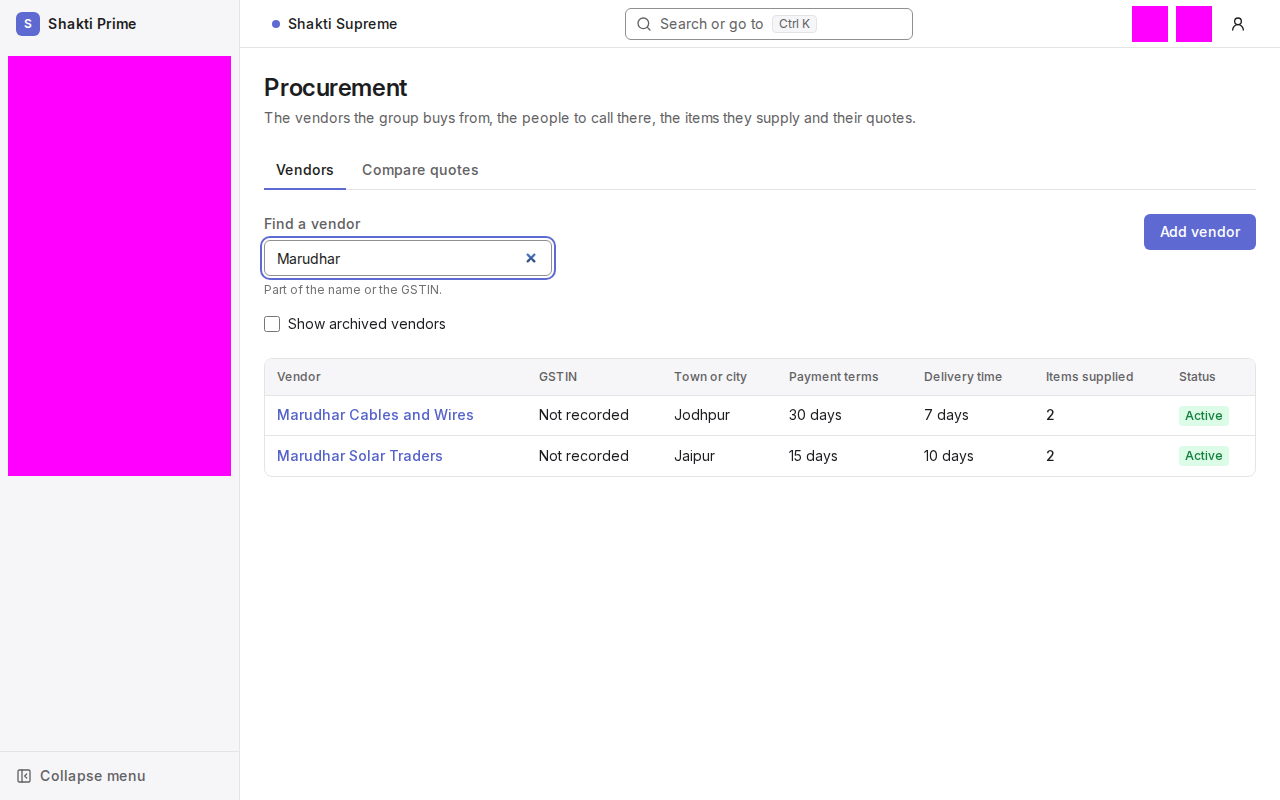 S Shakti Prime
Shakti Supreme
Search or go to Ctrl K
Procurement
The vendors the group buys from, the people to call there, the items they supply and their quotes.
Vendors Compare quotes
Find a vendor
Add vendor
Marudhar
Part of the name or the GSTIN.
Show archived vendors
Vendor GSTIN Town or city Payment terms Delivery time Items supplied Status
Marudhar Cables and Wires Not recorded Jodhpur 30 days 7 days 2 Active
Marudhar Solar Traders Not recorded Jaipur 15 days 10 days 2 Active
Collapse menu